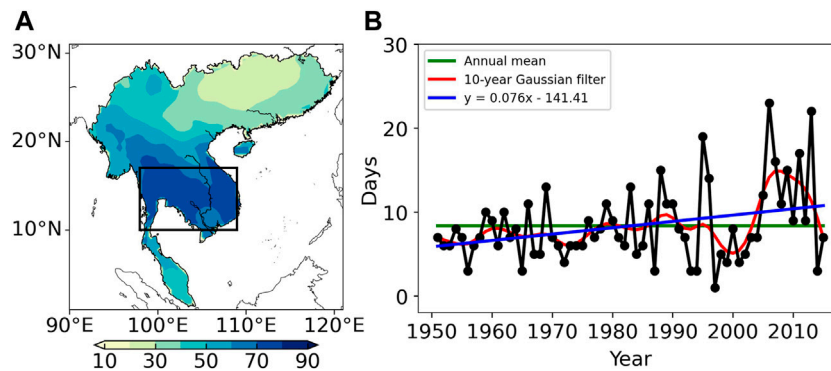 A
30°N
20°N
10°N
90°E 100°E 110°E 120°E
10 30 50 70 90
B
30
20
10
0
Days
Annual mean
10-year Gaussian filter
y = 0.076x - 141.41
1950 1960 1970 1980 1990 2000 2010
Year